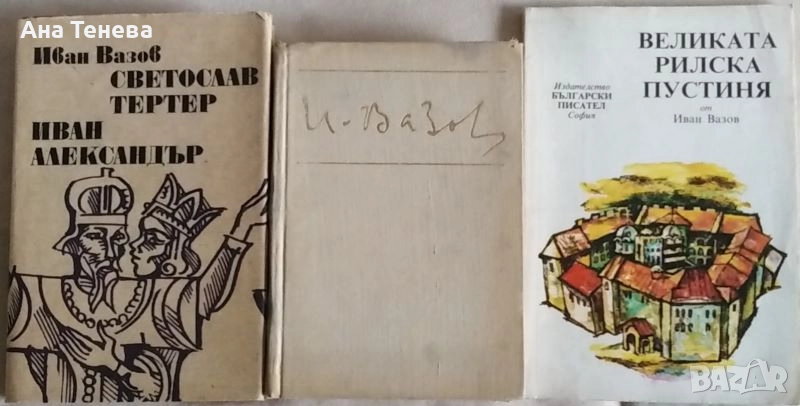 Ана Тенева
Иван Вазов
СВЕТОСЛАВ
ТЕРТЕР
ИВАН
АЛЕКСАНДЪР
И. Вазов
ВЕЛИКАТА
РИЛСКА
ПУСТИНЯ
от
Иван Вазов
Издателство
БЪЛГАРСКИ
ПИСАТЕЛ
София
BAZAR